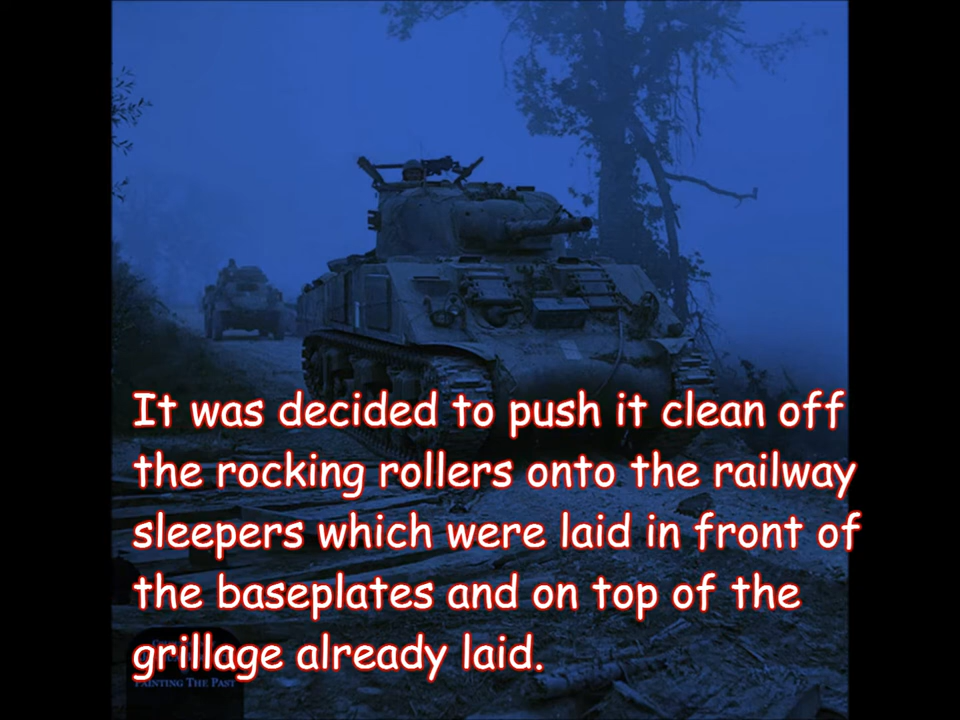 It was decided to push it clean off
the rocking rollers onto the railway
sleepers which were laid in front of
the baseplates and on top of the
grillage already laid.
Painting The Past